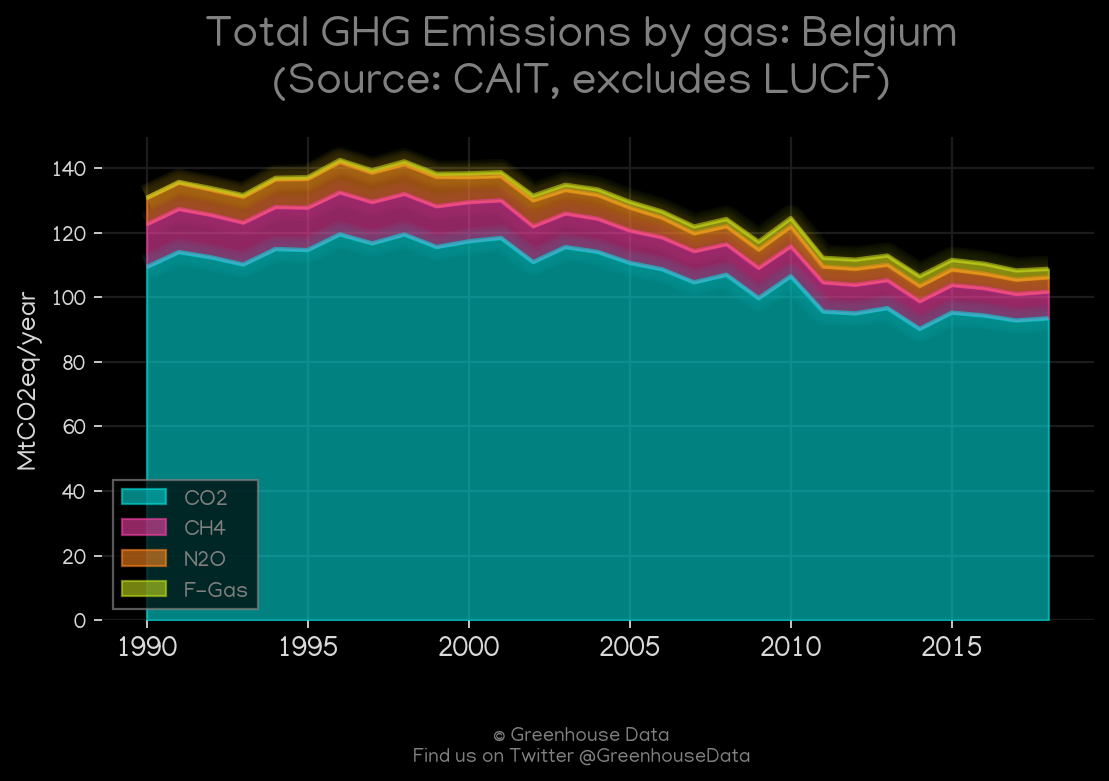 Total GHG Emissions by gas: Belgium
(Source: CAIT, excludes LUCF)
MtCO2eq/year
140
120
100
80
60
40
20
0
CO2
CH4
N2O
F-Gas
1990 1995 2000 2005 2010 2015
© Greenhouse Data
Find us on Twitter @GreenhouseData